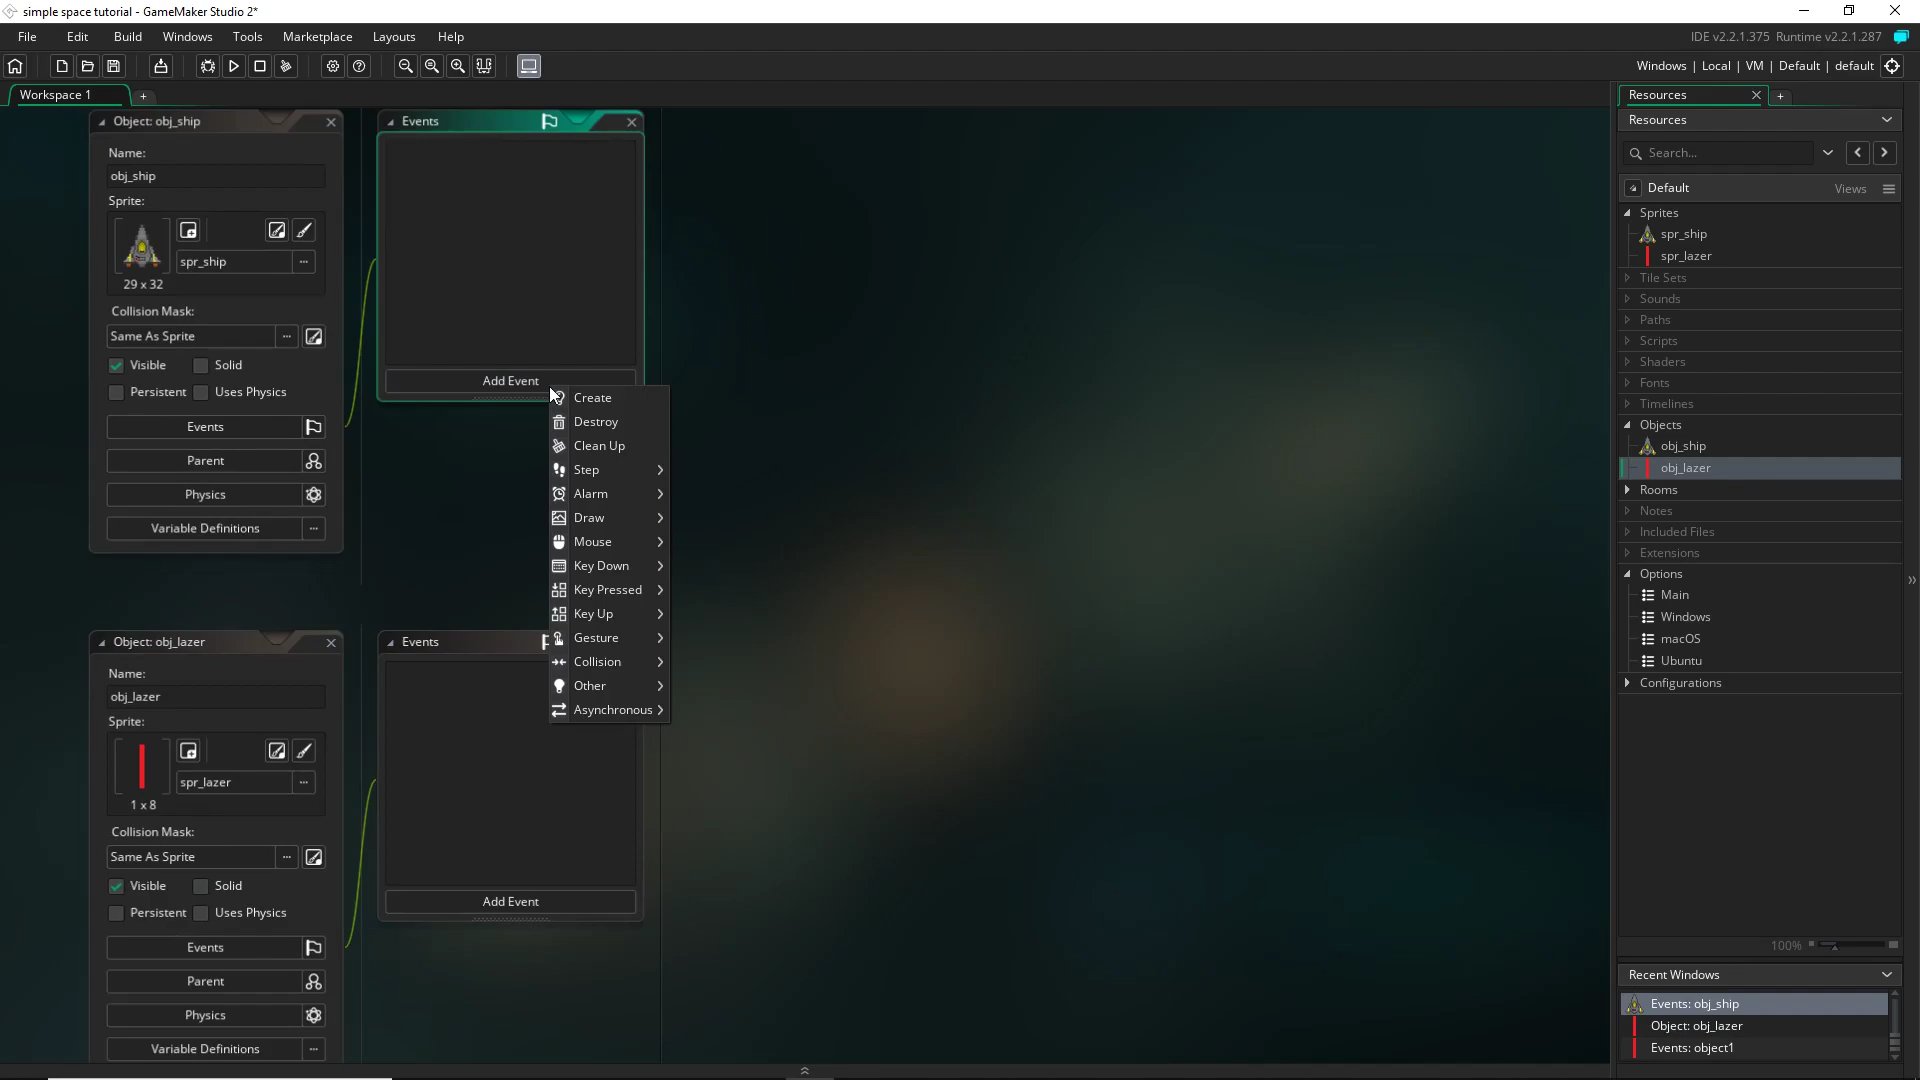 simple space tutorial - GameMaker Studio 2*
File Edit Build Windows Tools Marketplace Layouts Help
IDE v2.2.1.375 Runtime v2.2.1.287
Windows | Local | VM | Default | default
Workspace 1
Object: obj_ship
Name:
obj_ship
Sprite:
spr_ship
29 x 32
Collision Mask:
Same As Sprite
Visible Solid
Persistent Uses Physics
Events
Parent
Physics
Variable Definitions
Events
Add Event
Create
Destroy
Clean Up
Step
Alarm
Draw
Mouse
Key Down
Key Pressed
Key Up
Gesture
Collision
Other
Asynchronous
Object: obj_lazer
Name:
obj_lazer
Sprite:
spr_lazer
1 x 8
Collision Mask:
Same As Sprite
Visible Solid
Persistent Uses Physics
Events
Parent
Physics
Variable Definitions
Events
Add Event
Resources
Resources
Search...
Default Views
Sprites
spr_ship
spr_lazer
Tile Sets
Sounds
Paths
Scripts
Shaders
Fonts
Timelines
Objects
obj_ship
obj_lazer
Rooms
Notes
Included Files
Extensions
Options
Main
Windows
macOS
Ubuntu
Configurations
100%
Recent Windows
Events: obj_ship
Object: obj_lazer
Events: object1